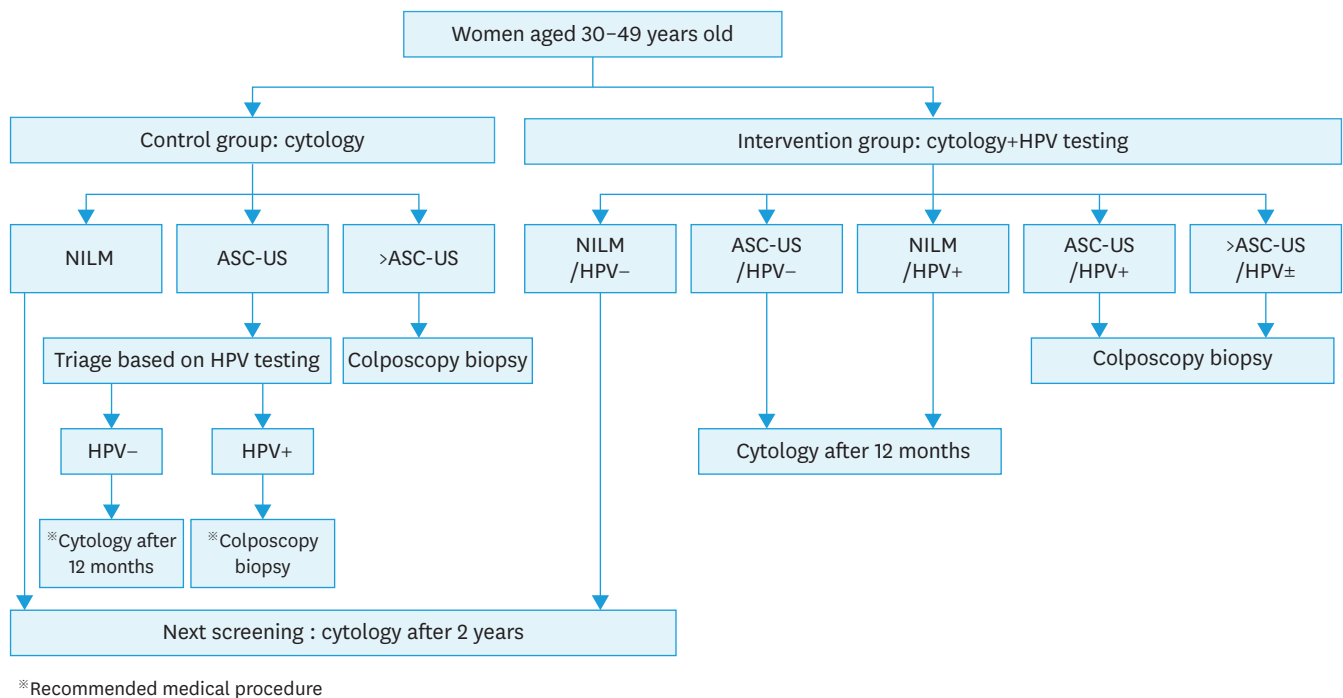 Women aged 30–49 years old
Control group: cytology
Intervention group: cytology+HPV testing
NILM
ASC-US
>ASC-US
NILM
/HPV–
ASC-US
/HPV–
NILM
/HPV+
ASC-US
/HPV+
>ASC-US
/HPV±
Triage based on HPV testing
Colposcopy biopsy
Colposcopy biopsy
HPV–
HPV+
Cytology after 12 months
※Cytology after
12 months
※Colposcopy
biopsy
Next screening : cytology after 2 years
※Recommended medical procedure